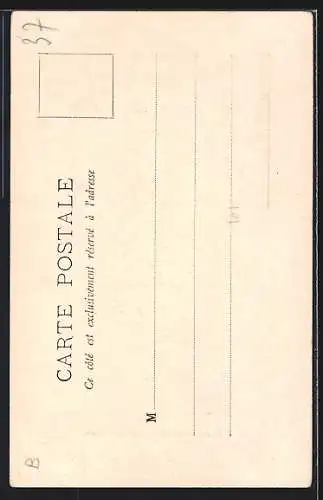 37
CARTE POSTALE
Ce côté est exclusivement réservé à l'adresse
M
B